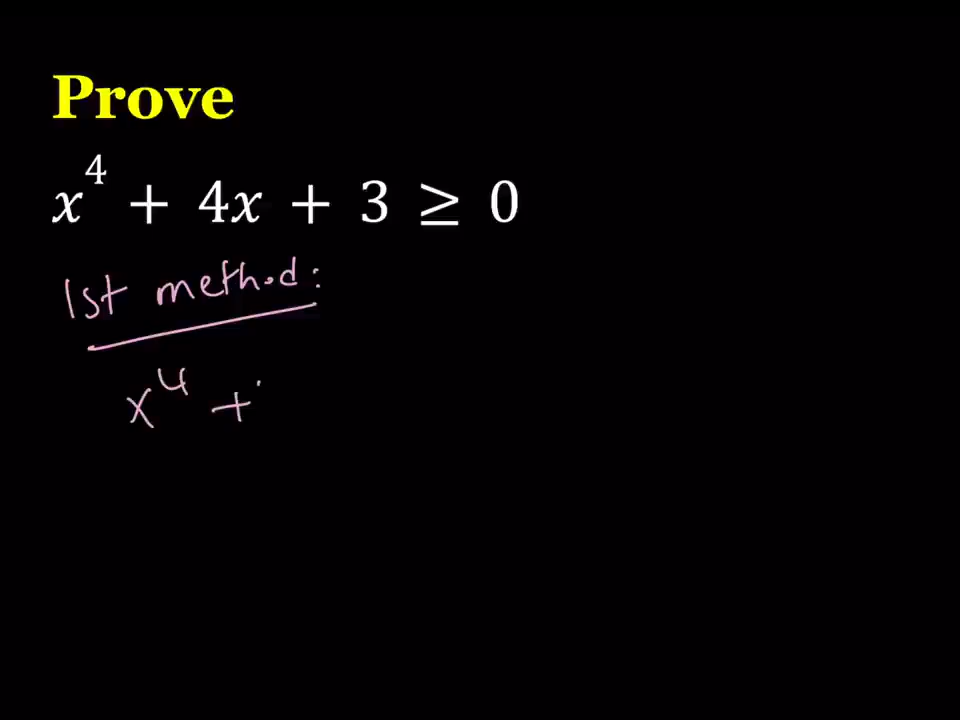 Prove
x⁴ + 4x + 3 ≥ 0
1st method:
x⁴ +